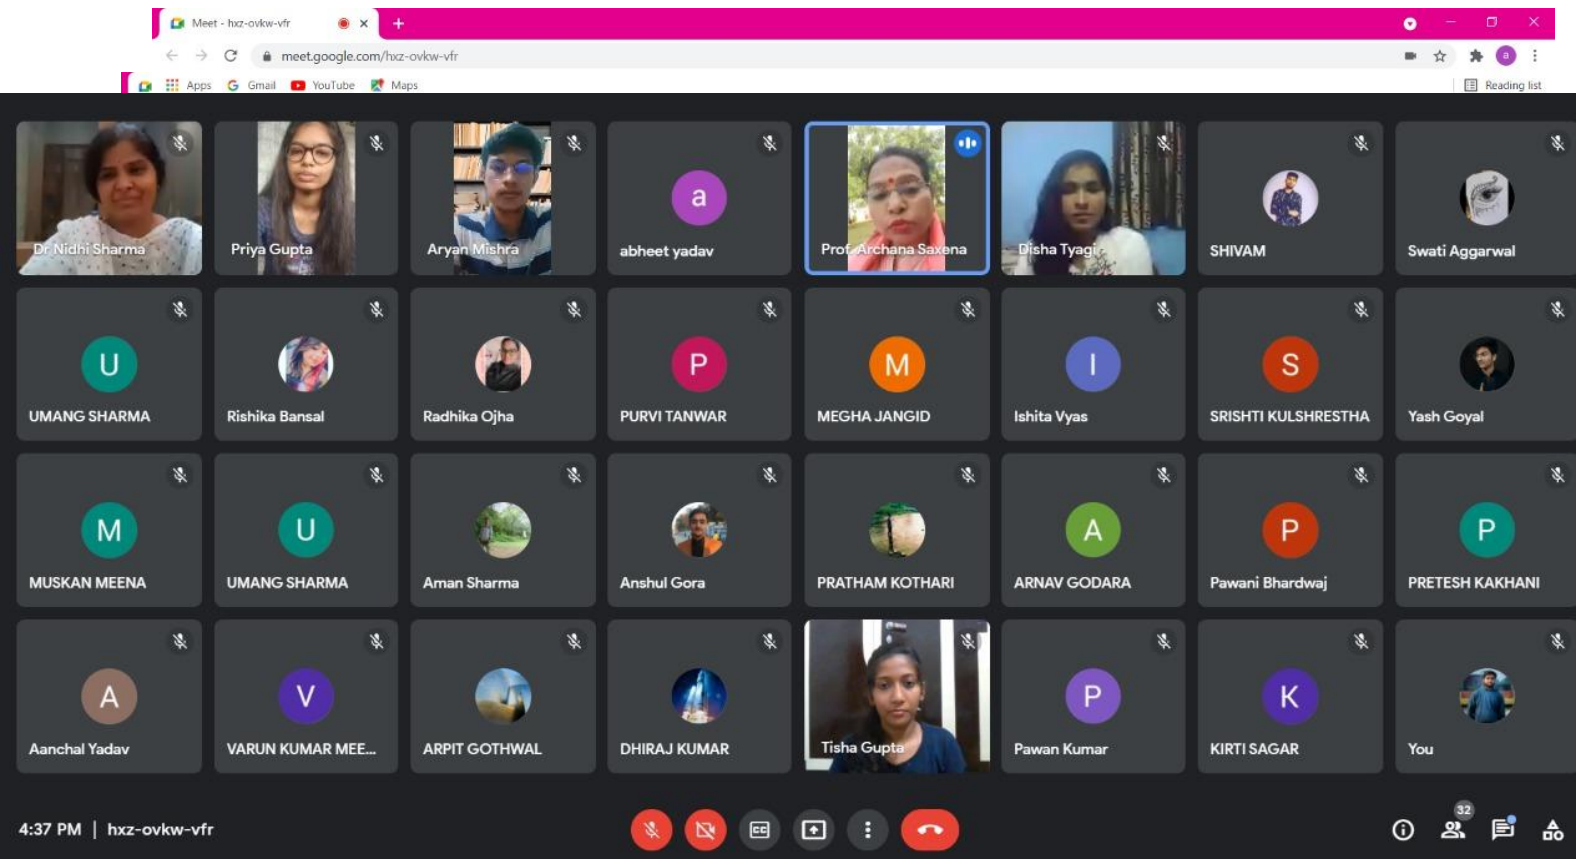 Meet - hxz-ovkw-vfr
meet.google.com/hxz-ovkw-vfr
a
Apps Gmail YouTube Maps
Reading list
a
Dr Nidhi Sharma Priya Gupta Aryan Mishra abheet yadav Prof. Archana Saxena Disha Tyagi SHIVAM Swati Aggarwal
U P M I S
UMANG SHARMA Rishika Bansal Radhika Ojha PURVI TANWAR MEGHA JANGID Ishita Vyas SRISHTI KULSHRESTHA Yash Goyal
M U A P P
MUSKAN MEENA UMANG SHARMA Aman Sharma Anshul Gora PRATHAM KOTHARI ARNAV GODARA Pawani Bhardwaj PRETESH KAKHANI
A V P K
Aanchal Yadav VARUN KUMAR MEE... ARPIT GOTHWAL DHIRAJ KUMAR Tisha Gupta Pawan Kumar KIRTI SAGAR You
32
4:37 PM | hxz-ovkw-vfr
CC